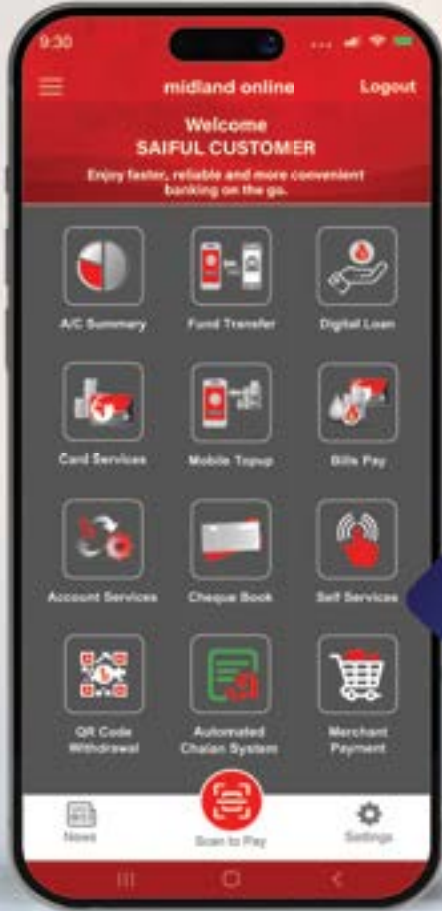 9:30
midland online
Logout
Welcome
SAIFUL CUSTOMER
Enjoy faster, reliable and more convenient
banking on the go.
A/C Summary
Fund Transfer
Digital Loan
Card Services
Mobile Topup
Bills Pay
Account Services
Cheque Book
Self Services
QR Code
Withdrawal
Automated
Chalan System
Merchant
Payment
News
Scan to Pay
Settings